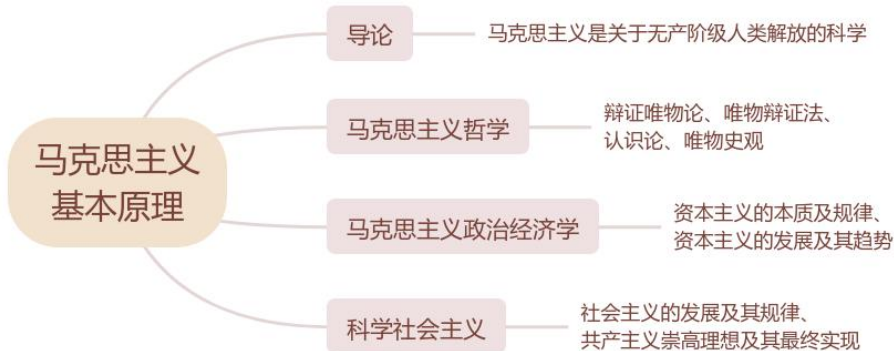 马克思主义
基本原理
导论
马克思主义是关于无产阶级人类解放的科学
马克思主义哲学
辩证唯物论、唯物辩证法、
认识论、唯物史观
马克思主义政治经济学
资本主义的本质及规律、
资本主义的发展及其趋势
科学社会主义
社会主义的发展及其规律、
共产主义崇高理想及其最终实现